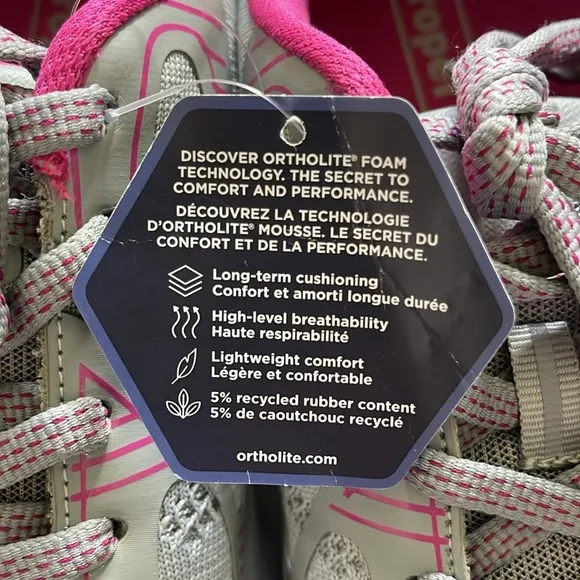 DISCOVER ORTHOLITE® FOAM
TECHNOLOGY. THE SECRET TO
COMFORT AND PERFORMANCE.
DÉCOUVREZ LA TECHNOLOGIE
D'ORTHOLITE® MOUSSE. LE SECRET DU
CONFORT ET DE LA PERFORMANCE.
Long-term cushioning
Confort et amorti longue durée
High-level breathability
Haute respirabilité
Lightweight comfort
Légère et confortable
5% recycled rubber content
5% de caoutchouc recyclé
ortholite.com